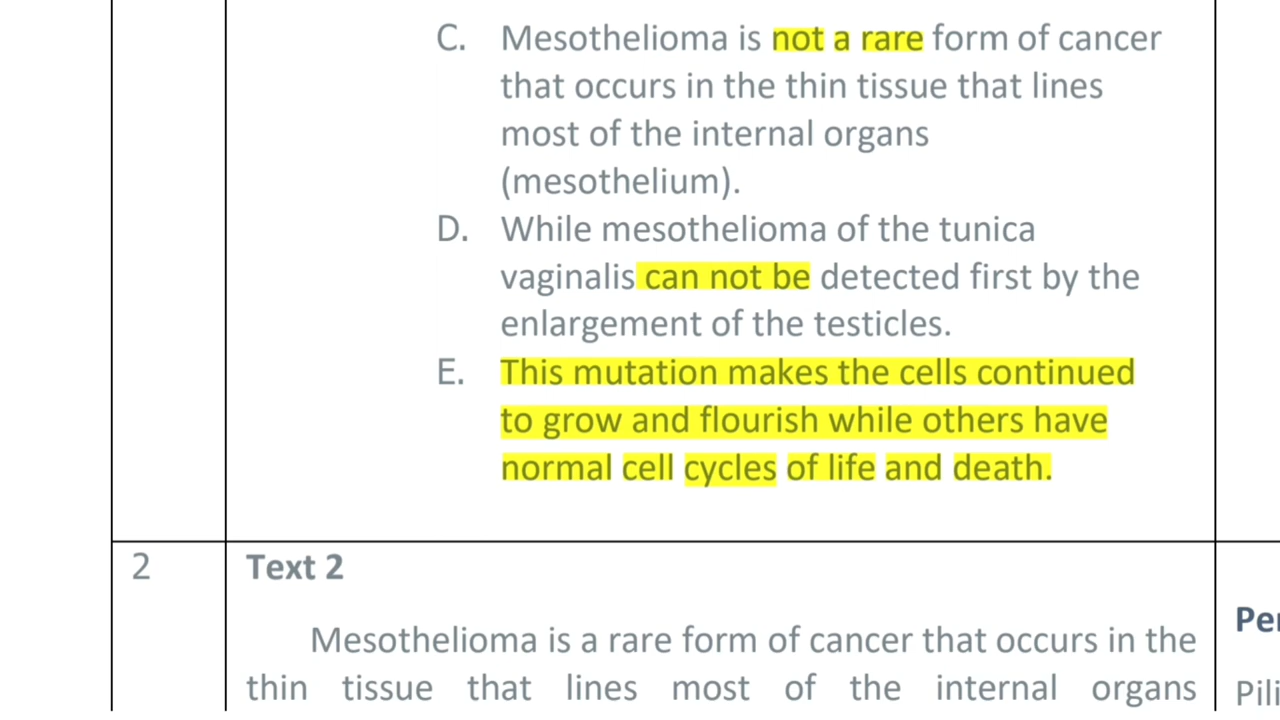 C. Mesothelioma is not a rare form of cancer
that occurs in the thin tissue that lines
most of the internal organs
(mesothelium).
D. While mesothelioma of the tunica
vaginalis can not be detected first by the
enlargement of the testicles.
E. This mutation makes the cells continued
to grow and flourish while others have
normal cell cycles of life and death.
2 Text 2
Mesothelioma is a rare form of cancer that occurs in the
thin tissue that lines most of the internal organs